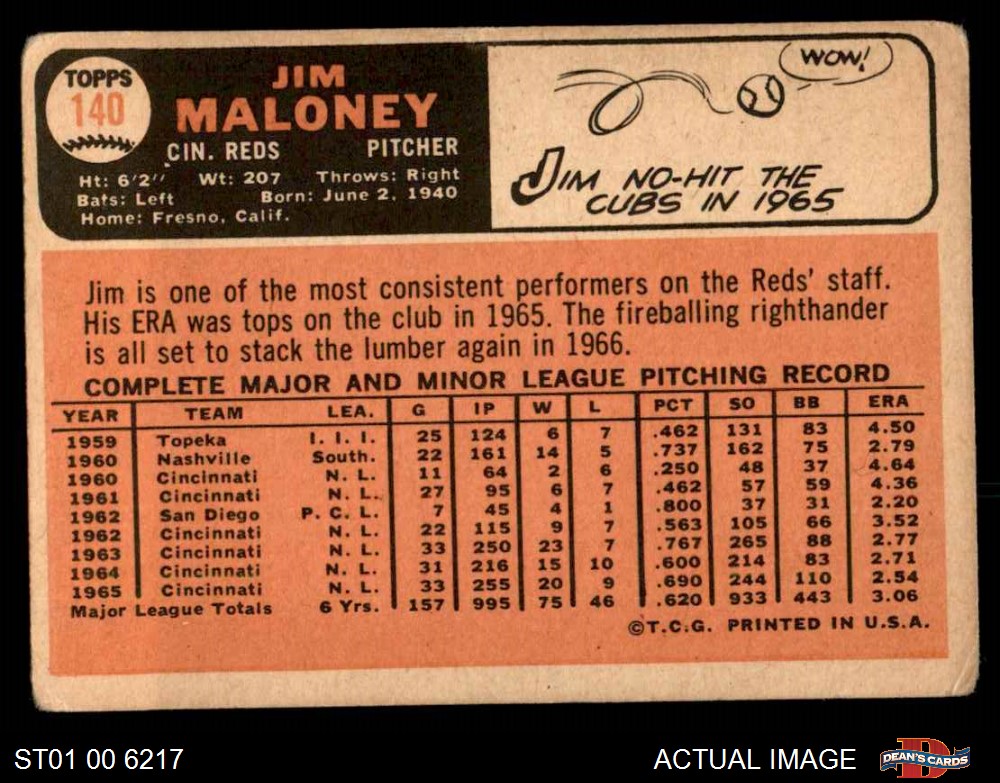 TOPPS
140
JIM
MALONEY
CIN. REDS PITCHER
Ht: 6'2'' Wt: 207 Throws: Right
Bats: Left Born: June 2, 1940
Home: Fresno, Calif.
WOW!
JIM NO-HIT THE
CUBS IN 1965
Jim is one of the most consistent performers on the Reds' staff.
His ERA was tops on the club in 1965. The fireballing righthander
is all set to stack the lumber again in 1966.
COMPLETE MAJOR AND MINOR LEAGUE PITCHING RECORD
YEAR TEAM LEA. G IP W L PCT SO BB ERA
1959 Topeka I. I. I. 25 124 6 7 .462 131 83 4.50
1960 Nashville South. 22 161 14 5 .737 162 75 2.79
1960 Cincinnati N. L. 11 64 2 6 .250 48 37 4.64
1961 Cincinnati N. L. 27 95 6 7 .462 57 59 4.36
1962 San Diego P. C. L. 7 45 4 1 .800 37 31 2.20
1962 Cincinnati N. L. 22 115 9 7 .563 105 66 3.52
1963 Cincinnati N. L. 33 250 23 7 .767 265 88 2.77
1964 Cincinnati N. L. 31 216 15 10 .600 214 83 2.71
1965 Cincinnati N. L. 33 255 20 9 .690 244 110 2.54
Major League Totals 6 Yrs. 157 995 75 46 .620 933 443 3.06
©T.C.G. PRINTED IN U.S.A.
ST01 00 6217
ACTUAL IMAGE
DEAN'S CARDS